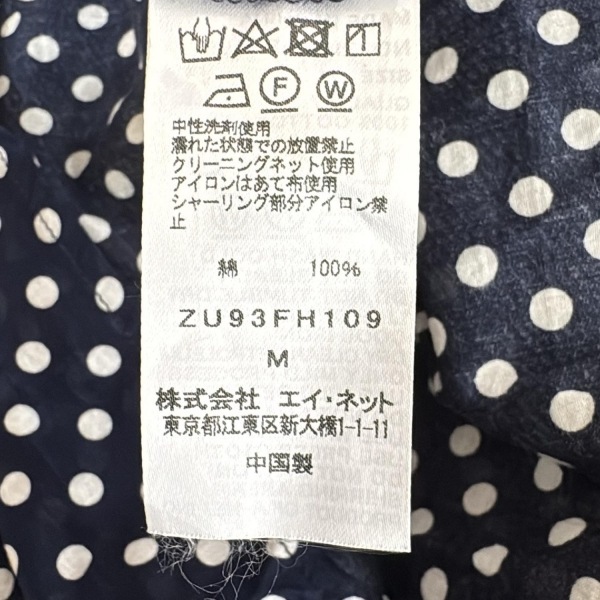 F W
中性洗剤使用
濡れた状態での放置禁止
クリーニングネット使用
アイロンはあて布使用
シャーリング部分アイロン禁
止
綿 100%
ZU93FH109
M
株式会社 エイ・ネット
東京都江東区新大橋1-1-11
中国製